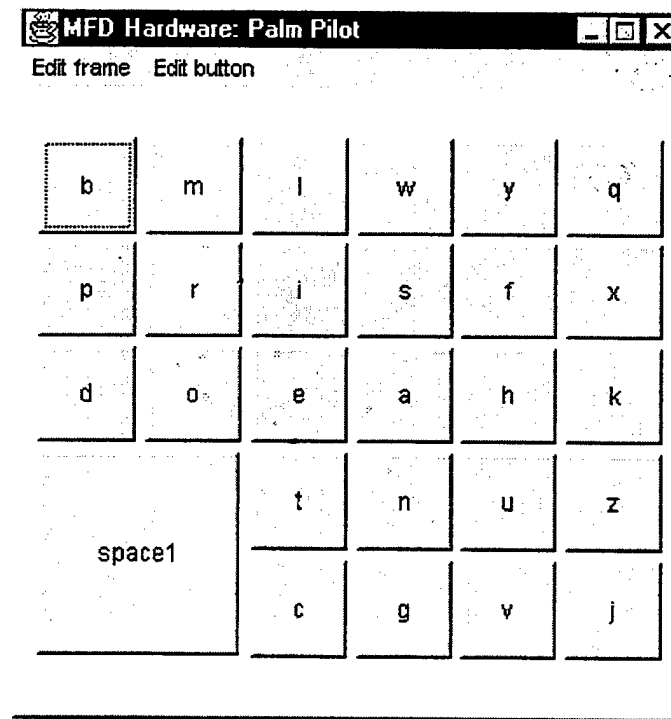 MFD Hardware: Palm Pilot
Edit frame Edit button
b m l w y q
p r i s f x
d o e a h k
t n u z
space1
c g v j